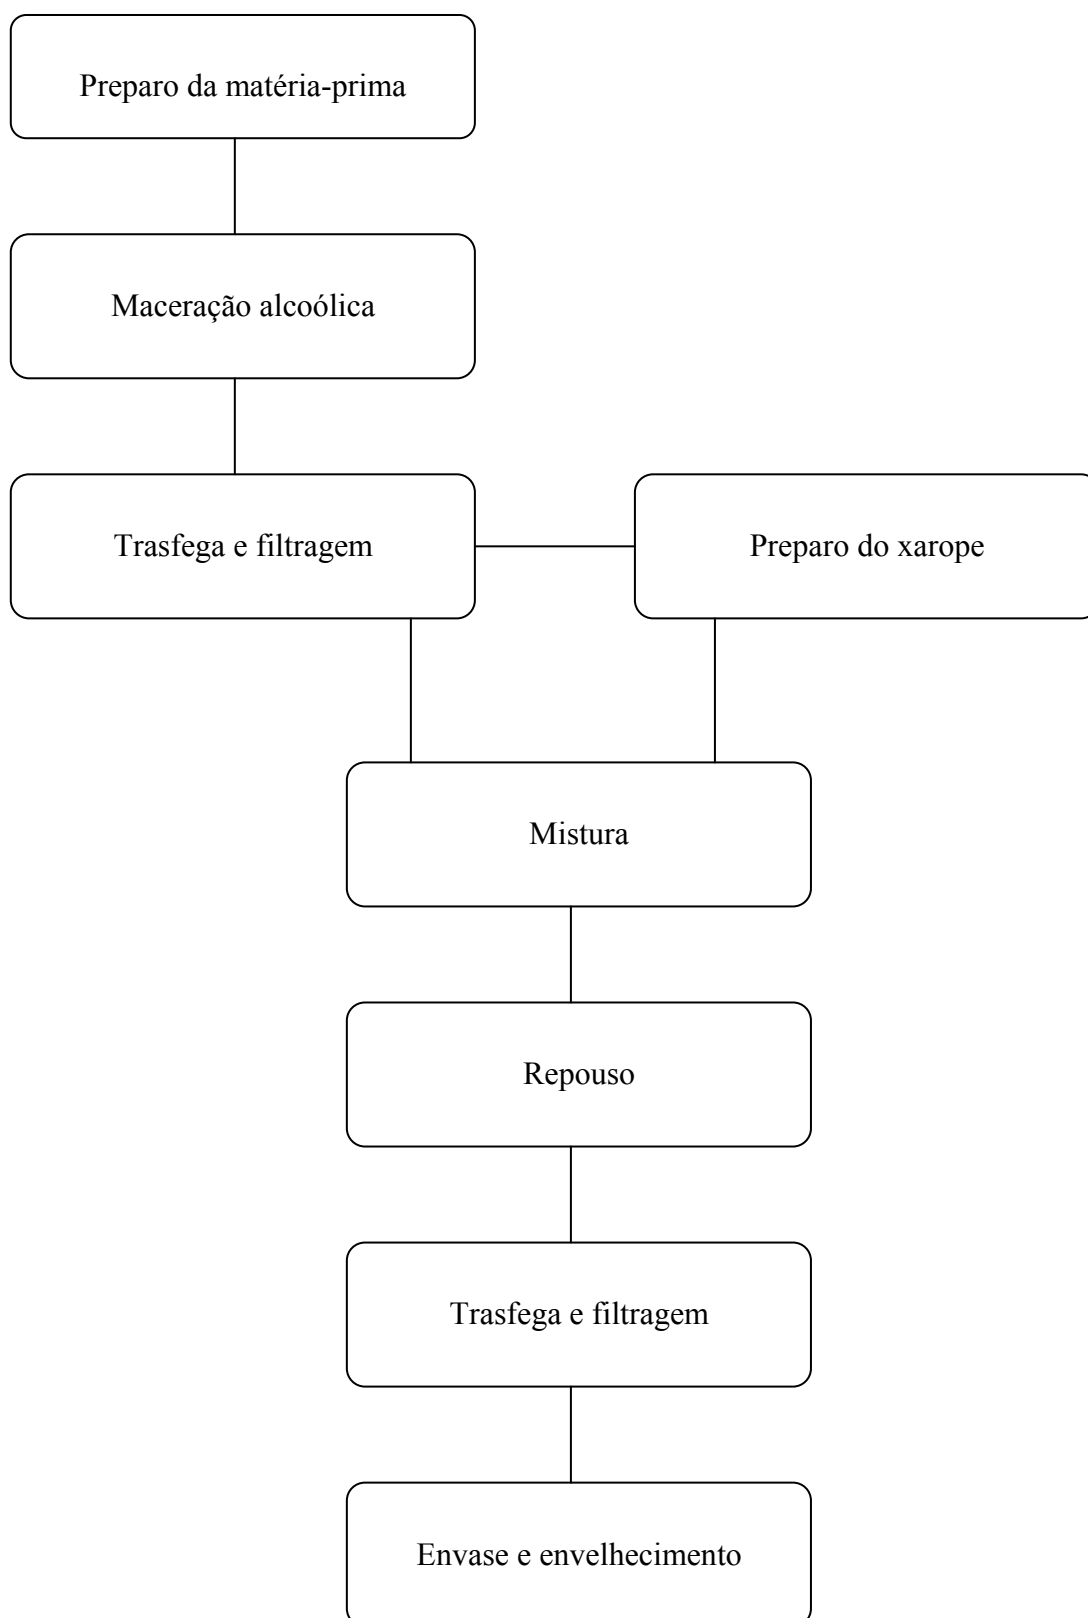 Preparo da matéria-prima
Maceração alcoólica
Trasfega e filtragem
Preparo do xarope
Mistura
Repouso
Trasfega e filtragem
Envase e envelhecimento